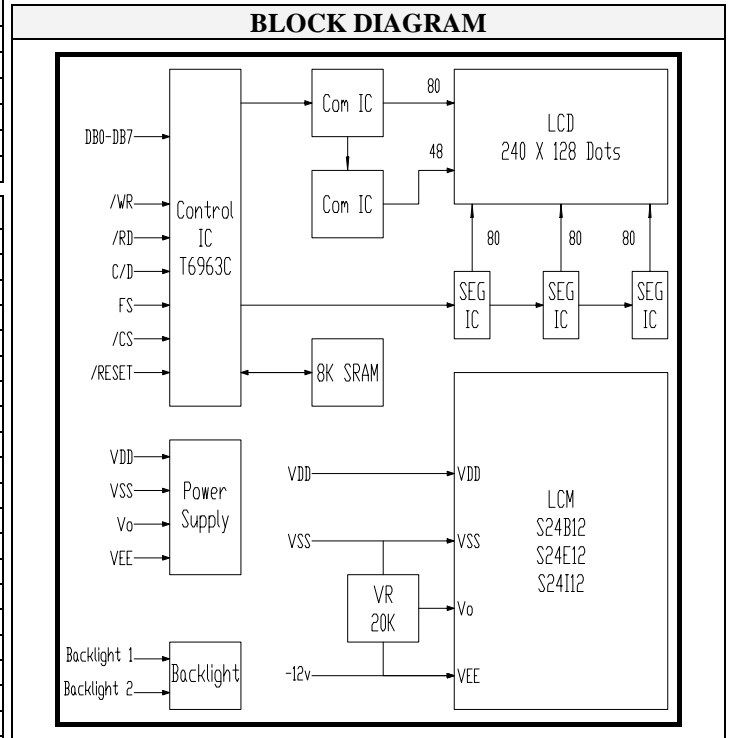 BLOCK DIAGRAM
DB0-DB7
/WR
/RD
C/D
FS
/CS
/RESET
Control
IC
T6963C
Com IC
Com IC
80
48
LCD
240 X 128 Dots
80
80
80
SEG
IC
SEG
IC
SEG
IC
8K SRAM
VDD
VSS
Vo
VEE
Power
Supply
Backlight 1
Backlight 2
Backlight
VDD
VSS
-12v
VR
20K
VDD
VSS
Vo
VEE
LCM
S24B12
S24E12
S24I12